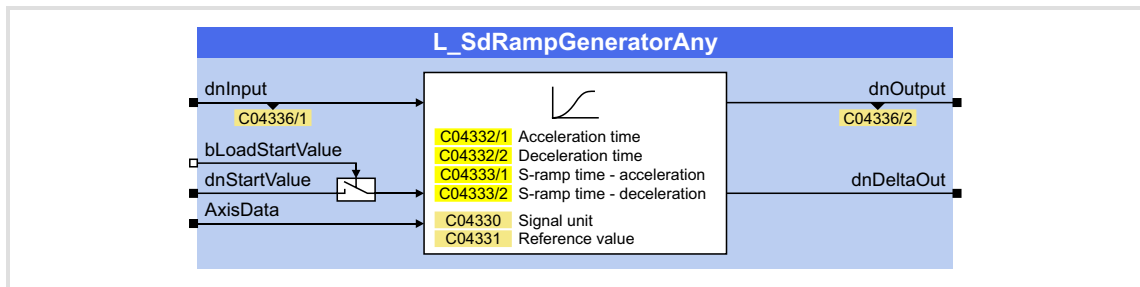 L_SdRampGeneratorAny
dnInput
C04336/1
bLoadStartValue
dnStartValue
AxisData
C04332/1 Acceleration time
C04332/2 Deceleration time
C04333/1 S-ramp time - acceleration
C04333/2 S-ramp time - deceleration
C04330 Signal unit
C04331 Reference value
dnOutput
C04336/2
dnDeltaOut